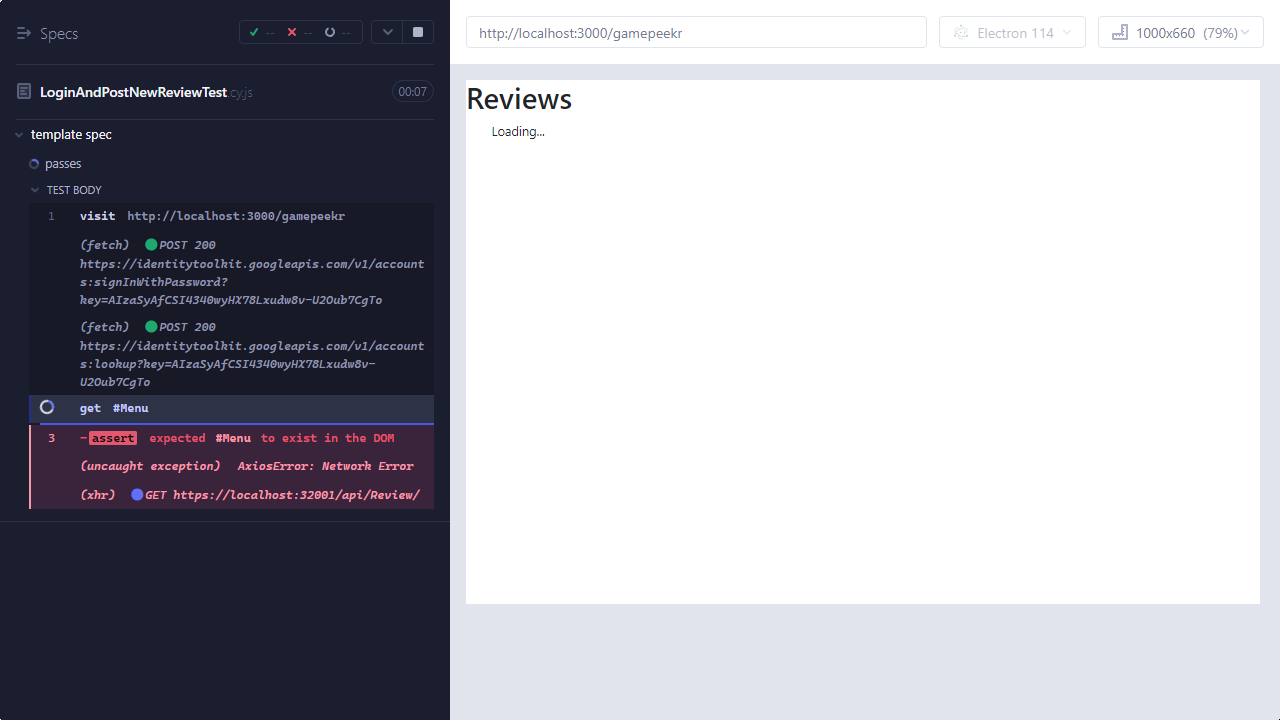 Specs
-- -- --
LoginAndPostNewReviewTest.cy.js 00:07
template spec
passes
TEST BODY
1 visit http://localhost:3000/gamepeekr
(fetch) POST 200
https://identitytoolkit.googleapis.com/v1/account
s:signInWithPassword?
key=AIzaSyAfCSI4340wyHX78Lxudw8v-U2Oub7CgTo
(fetch) POST 200
https://identitytoolkit.googleapis.com/v1/account
s:lookup?key=AIzaSyAfCSI4340wyHX78Lxudw8v-
U2Oub7CgTo
get #Menu
3 -assert expected #Menu to exist in the DOM
(uncaught exception) AxiosError: Network Error
(xhr) GET https://localhost:32001/api/Review/
http://localhost:3000/gamepeekr
Electron 114
1000x660 (79%)
Reviews
Loading...